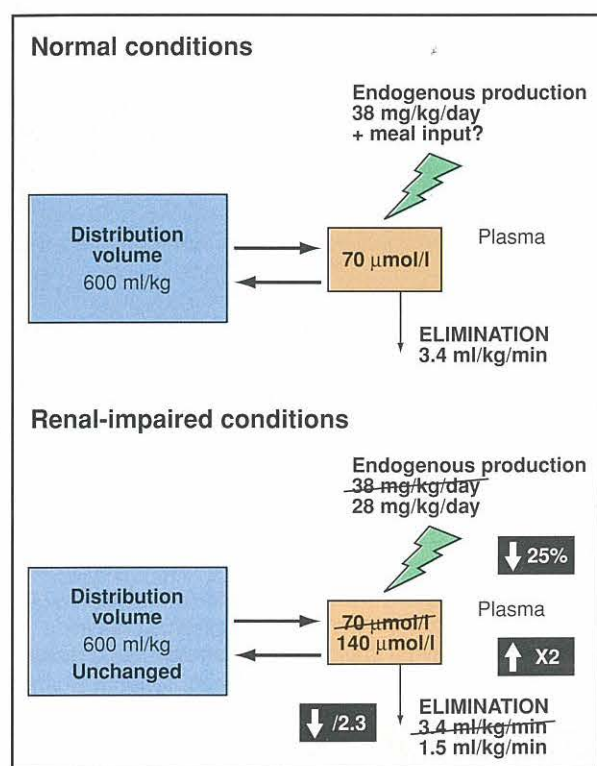 Normal conditions
Endogenous production
38 mg/kg/day
+ meal input?
Distribution
volume
600 ml/kg
70 µmol/l
Plasma
ELIMINATION
3.4 ml/kg/min
Renal-impaired conditions
Endogenous production
38 mg/kg/day
28 mg/kg/day
25%
Distribution
volume
600 ml/kg
Unchanged
70 µmol/l
140 µmol/l
Plasma
X2
/2.3
ELIMINATION
3.4 ml/kg/min
1.5 ml/kg/min